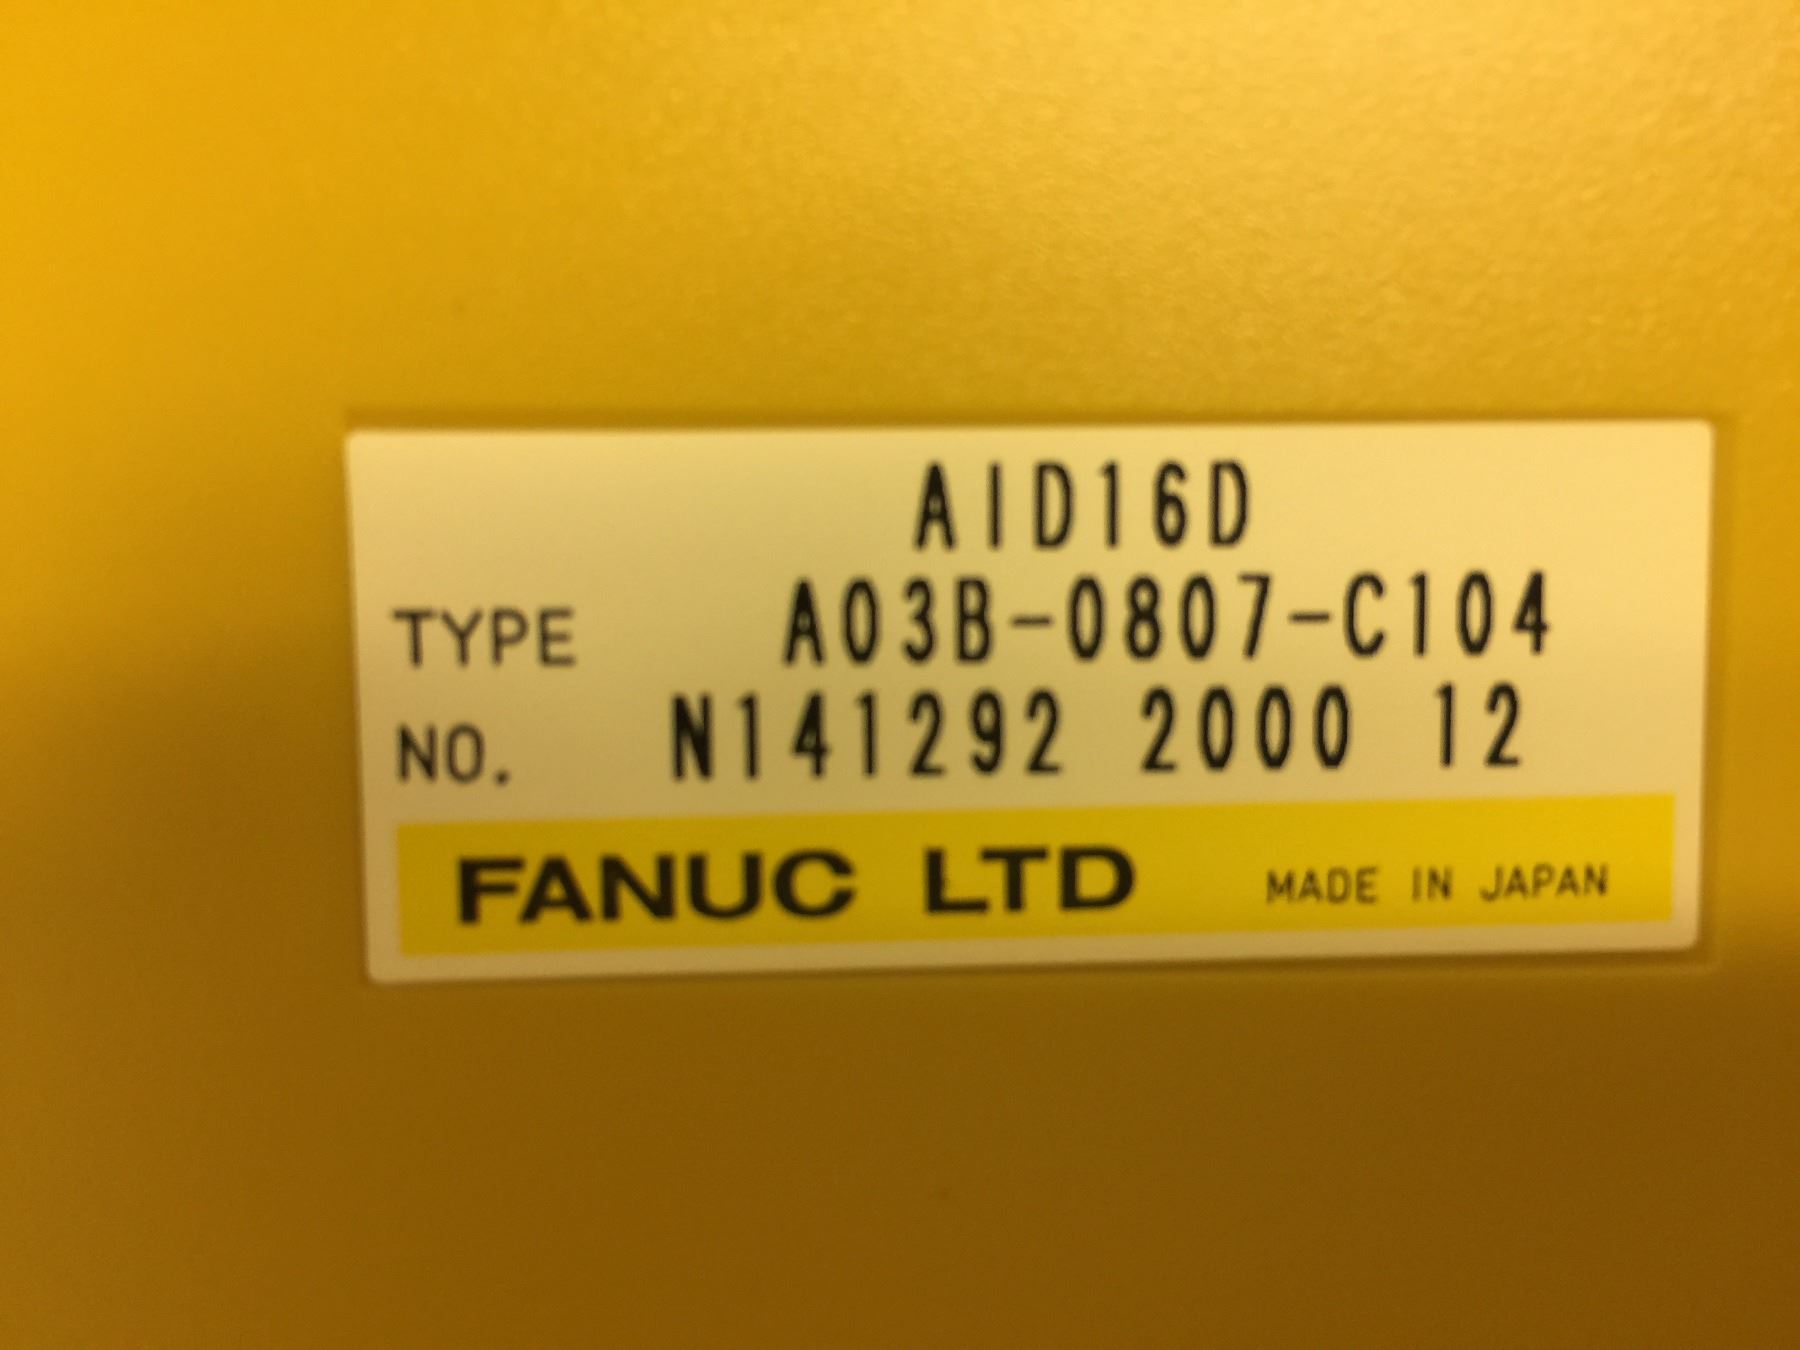 AID16D
TYPE A03B-0807-C104
NO. N141292 2000 12
FANUC LTD MADE IN JAPAN